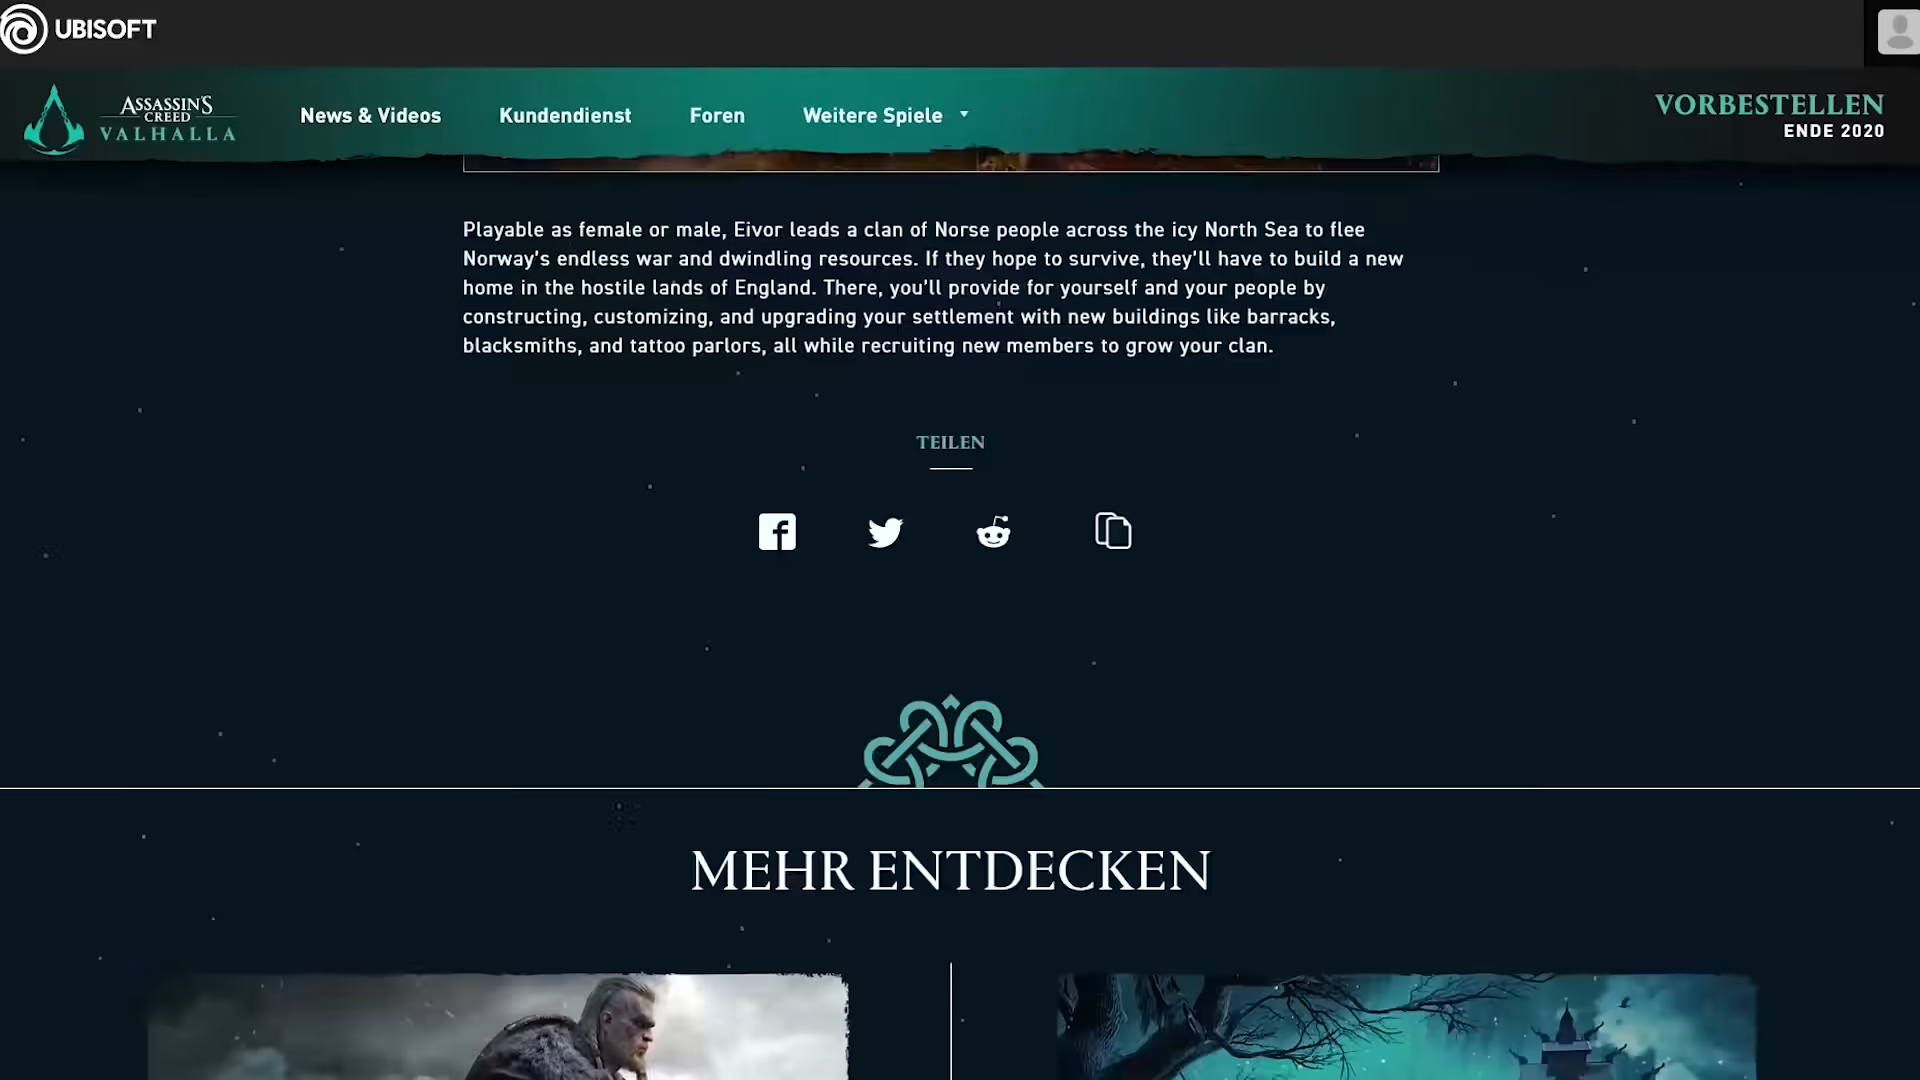 UBISOFT
ASSASSIN'S
CREED
VALHALLA
News & Videos
Kundendienst
Foren
Weitere Spiele
VORBESTELLEN
ENDE 2020
Playable as female or male, Eivor leads a clan of Norse people across the icy North Sea to flee
Norway’s endless war and dwindling resources. If they hope to survive, they’ll have to build a new
home in the hostile lands of England. There, you’ll provide for yourself and your people by
constructing, customizing, and upgrading your settlement with new buildings like barracks,
blacksmiths, and tattoo parlors, all while recruiting new members to grow your clan.
TEILEN
MEHR ENTDECKEN